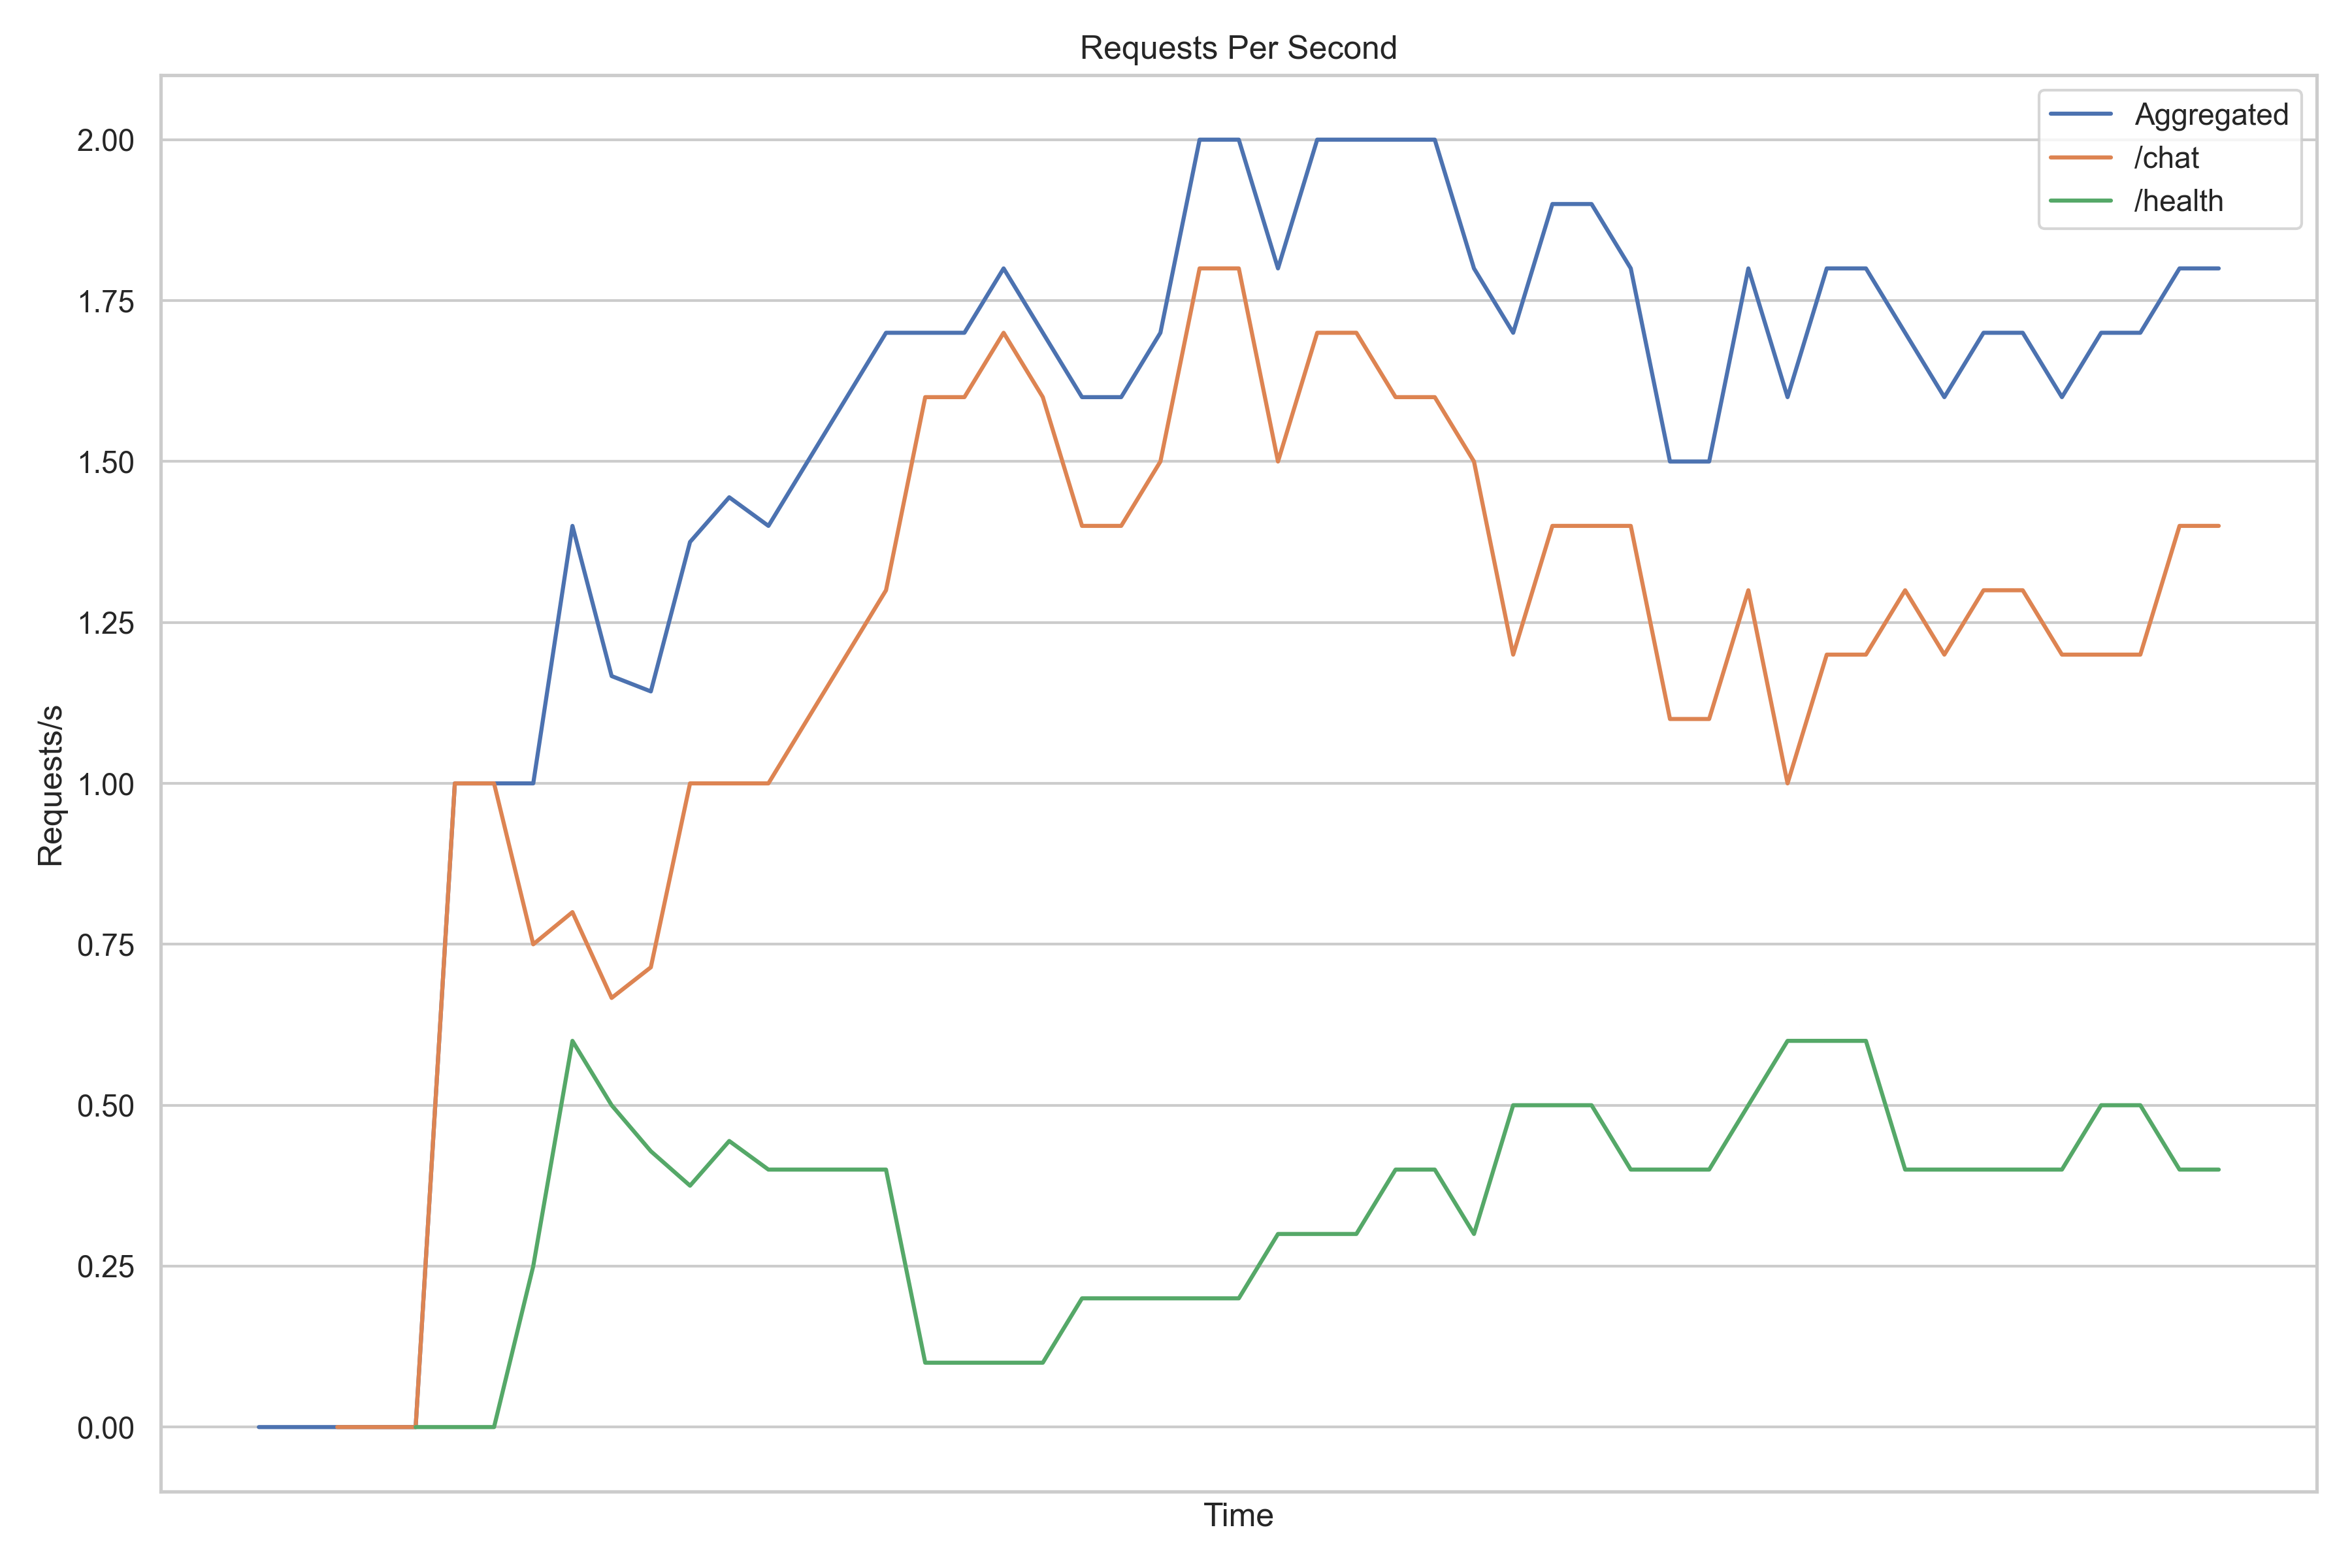 Requests Per Second
Aggregated
/chat
/health
2.00
1.75
1.50
1.25
1.00
0.75
0.50
0.25
0.00
Requests/s
Time